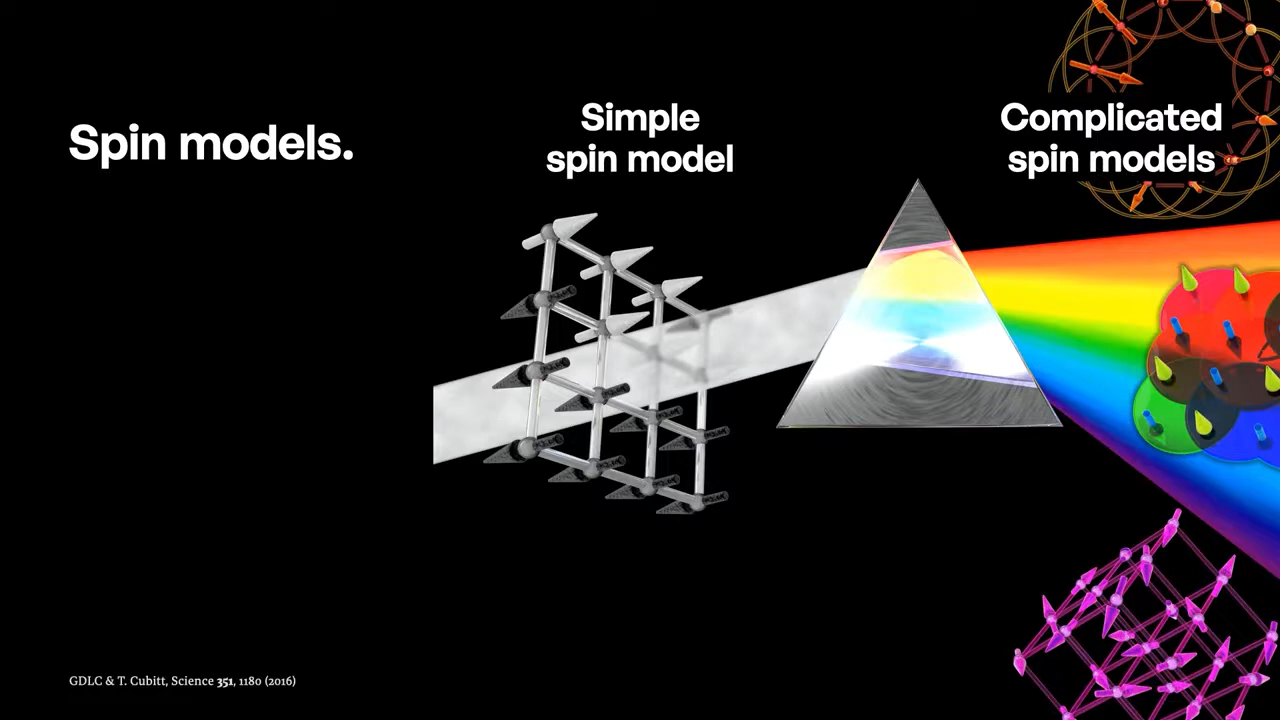 Spin models.
Simple
spin model
Complicated
spin models
GDLC & T. Cubitt, Science 351, 1180 (2016)